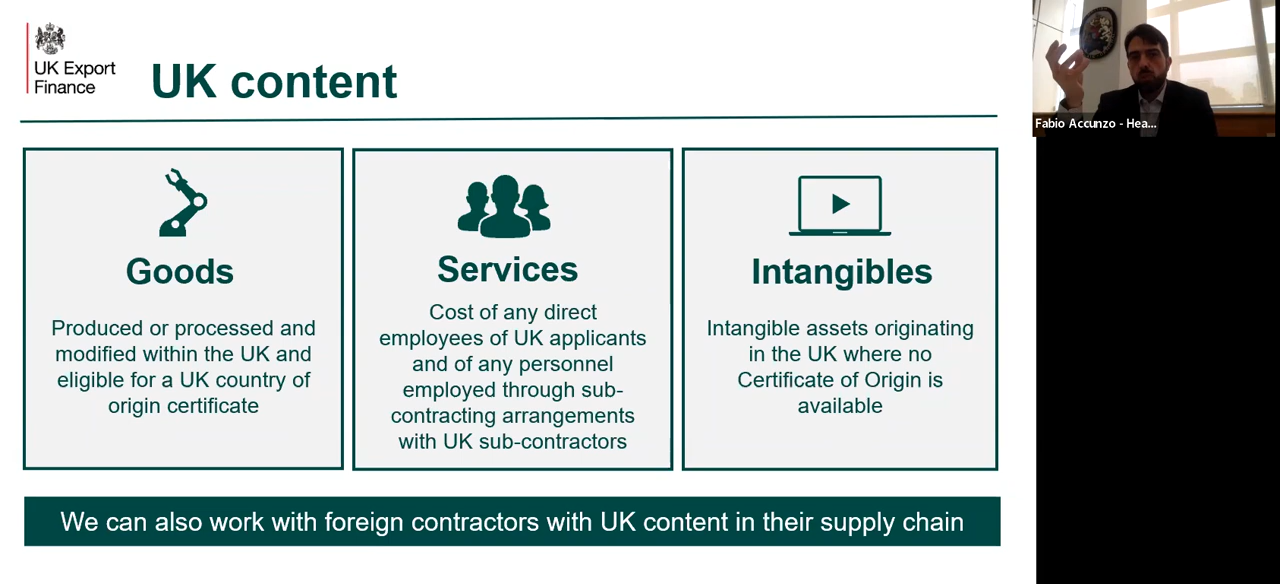 UK Export
Finance
UK content
Goods
Produced or processed and
modified within the UK and
eligible for a UK country of
origin certificate
Services
Cost of any direct
employees of UK applicants
and of any personnel
employed through sub-
contracting arrangements
with UK sub-contractors
Intangibles
Intangible assets originating
in the UK where no
Certificate of Origin is
available
We can also work with foreign contractors with UK content in their supply chain
Fabio Accunzo - Hea...